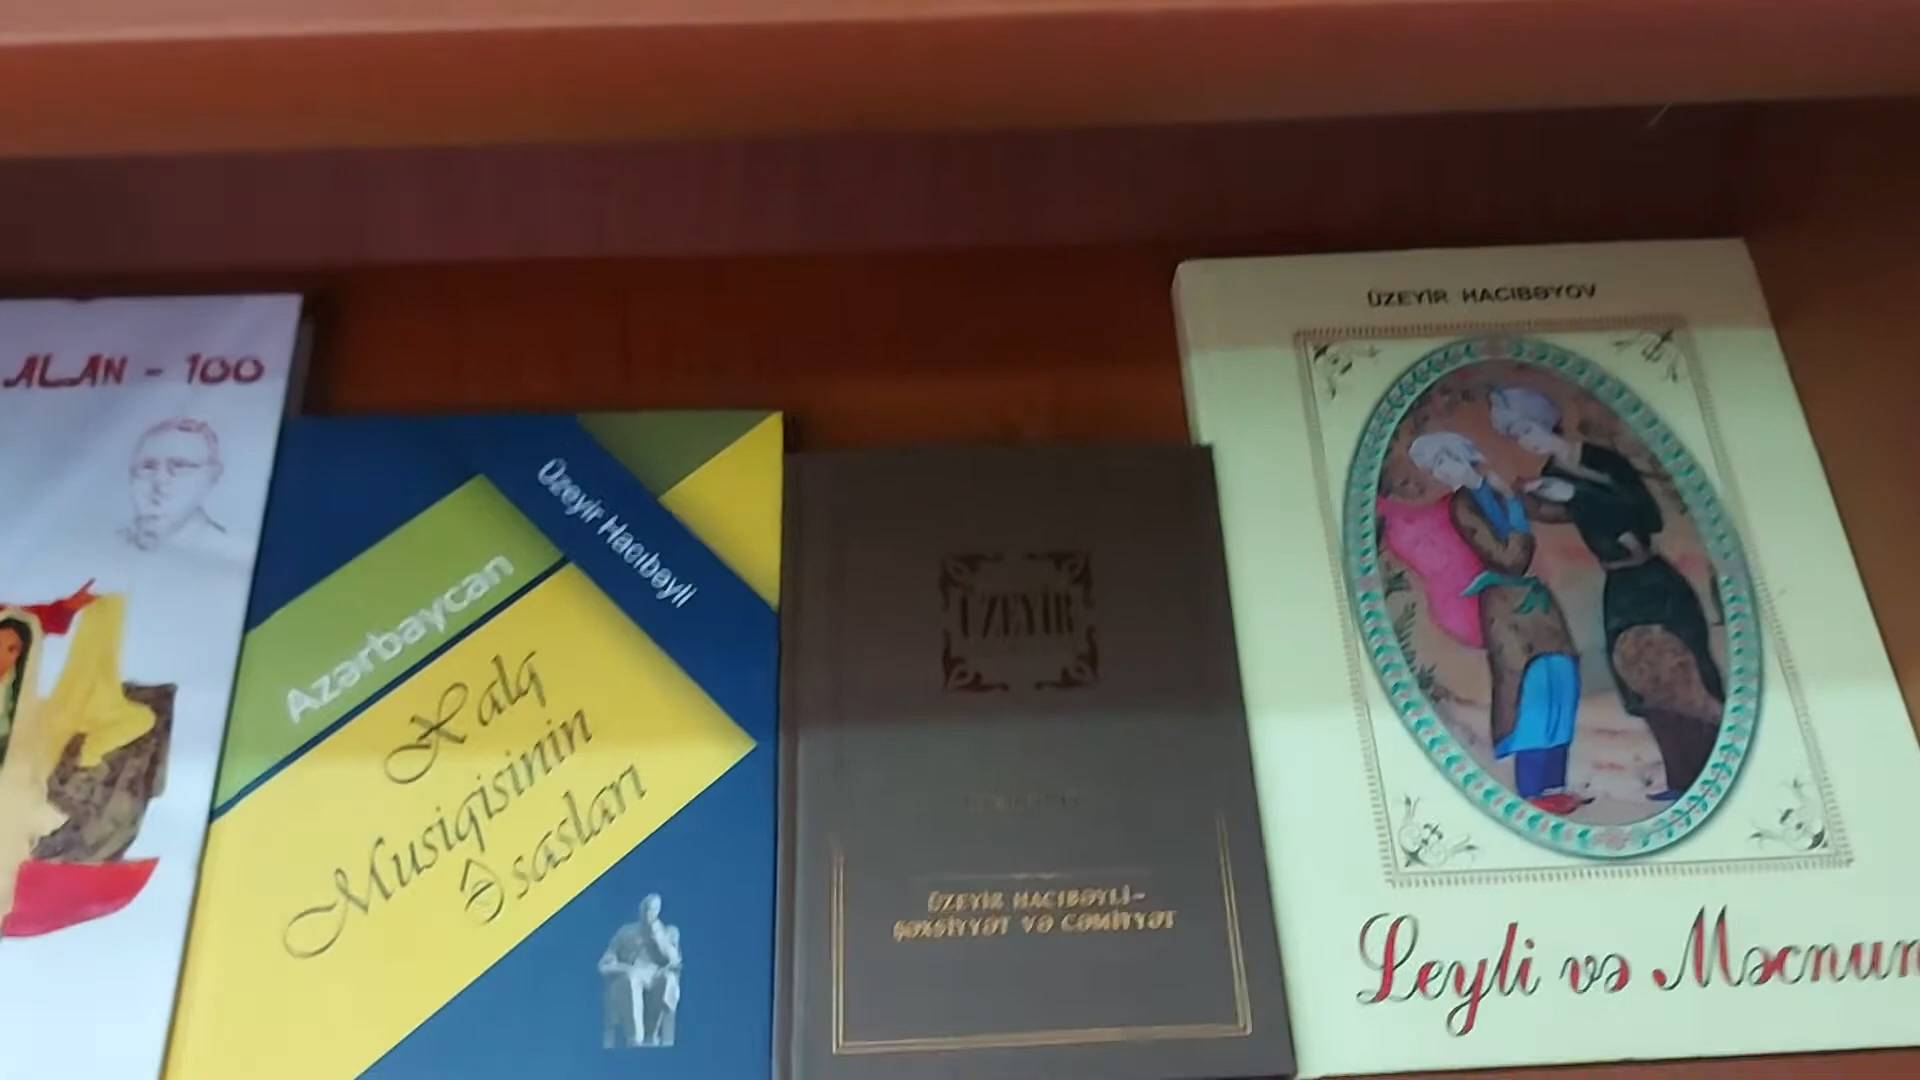 ALAN - 100
Üzeyir Hacıbəyli
Azərbaycan
Xalq
Musiqisinin
Əsasları
ÜZEYİR
ÜZEYİR HACIBƏYLİ-
ŞƏXSİYYƏT VƏ CƏMİYYƏT
ÜZEYİR HACIBƏYOV
Leyli və Məcnun